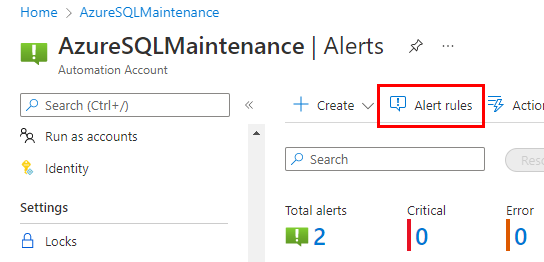 Home > AzureSQLMaintenance >
AzureSQLMaintenance | Alerts
Automation Account
Search (Ctrl+/)
Run as accounts
Identity
Settings
Locks
Create
Alert rules
Search
Total alerts
2
Critical
0
Error
0